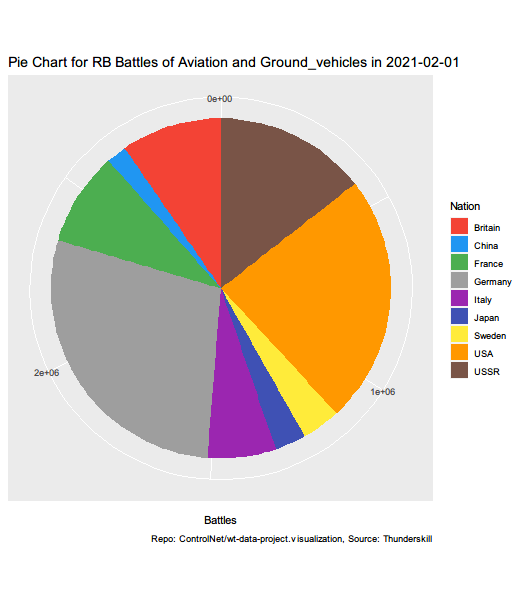 Pie Chart for RB Battles of Aviation and Ground_vehicles in 2021-02-01
0e+00
Nation
Britain
China
France
Germany
Italy
Japan
Sweden
USA
USSR
2e+06
1e+06
Battles
Repo: ControlNet/wt-data-project.visualization, Source: Thunderskill